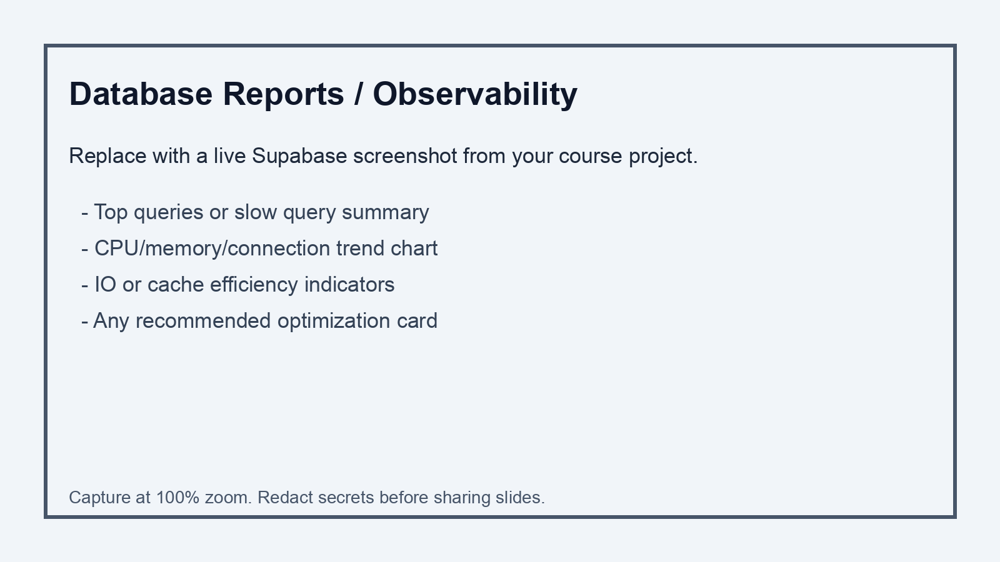 Database Reports / Observability
Replace with a live Supabase screenshot from your course project.
- Top queries or slow query summary
- CPU/memory/connection trend chart
- IO or cache efficiency indicators
- Any recommended optimization card
Capture at 100% zoom. Redact secrets before sharing slides.